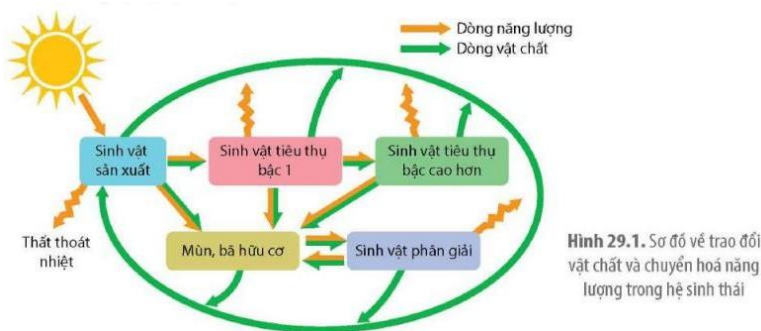 Dòng năng lượng
Dòng vật chất
Sinh vật
sản xuất
Sinh vật tiêu thụ
bậc 1
Sinh vật tiêu thụ
bậc cao hơn
Thất thoát
nhiệt
Mùn, bã hữu cơ
Sinh vật phân giải
Hình 29.1. Sơ đồ về trao đổi
vật chất và chuyển hoá năng
lượng trong hệ sinh thái